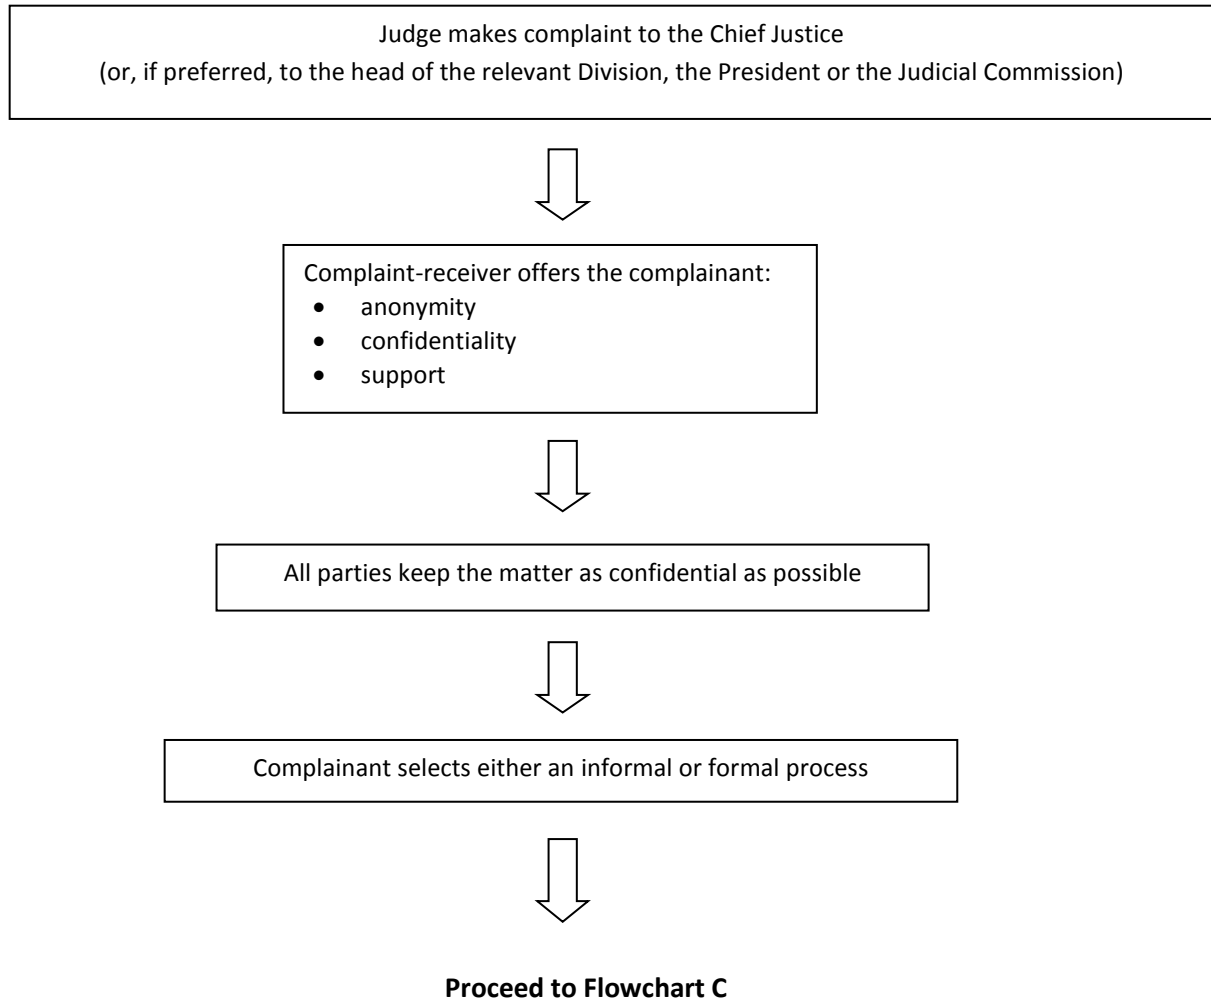 Judge makes complaint to the Chief Justice
(or, if preferred, to the head of the relevant Division, the President or the Judicial Commission)
Complaint-receiver offers the complainant:
• anonymity
• confidentiality
• support
All parties keep the matter as confidential as possible
Complainant selects either an informal or formal process
Proceed to Flowchart C